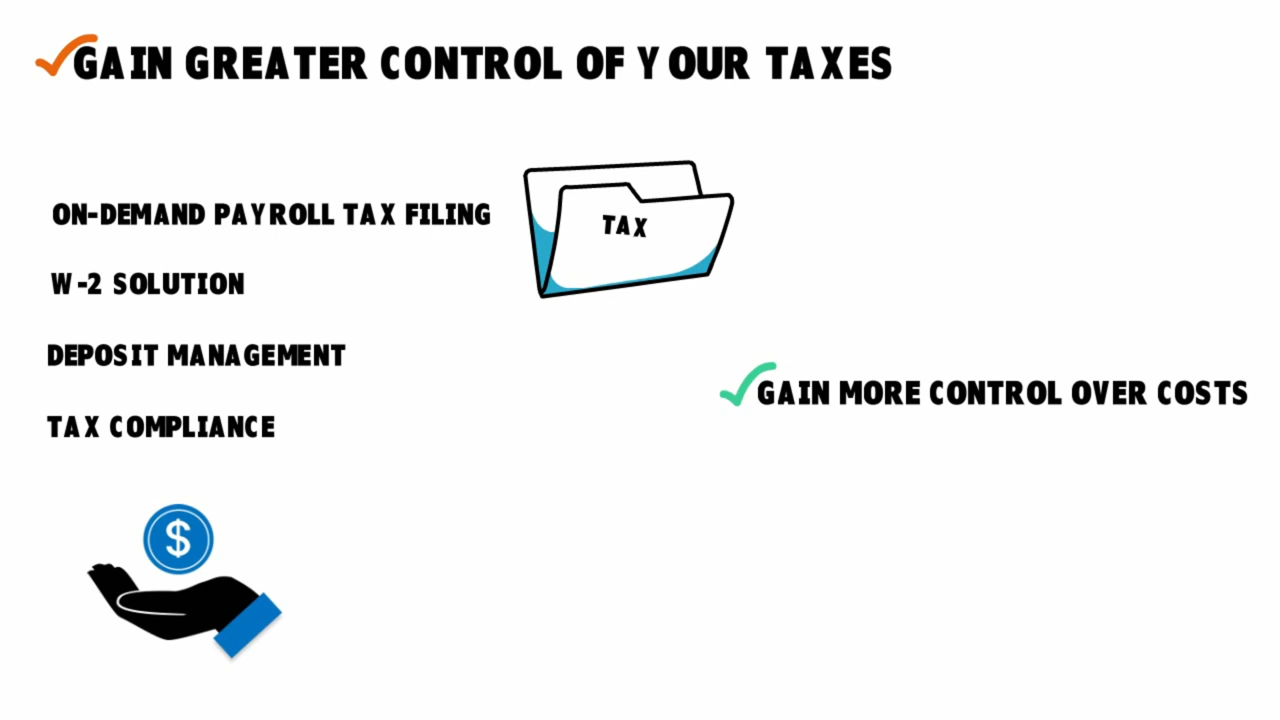 GAIN GREATER CONTROL OF YOUR TAXES
ON-DEMAND PAYROLL TAX FILING
TAX
W-2 SOLUTION
DEPOSIT MANAGEMENT
GAIN MORE CONTROL OVER COSTS
TAX COMPLIANCE
$